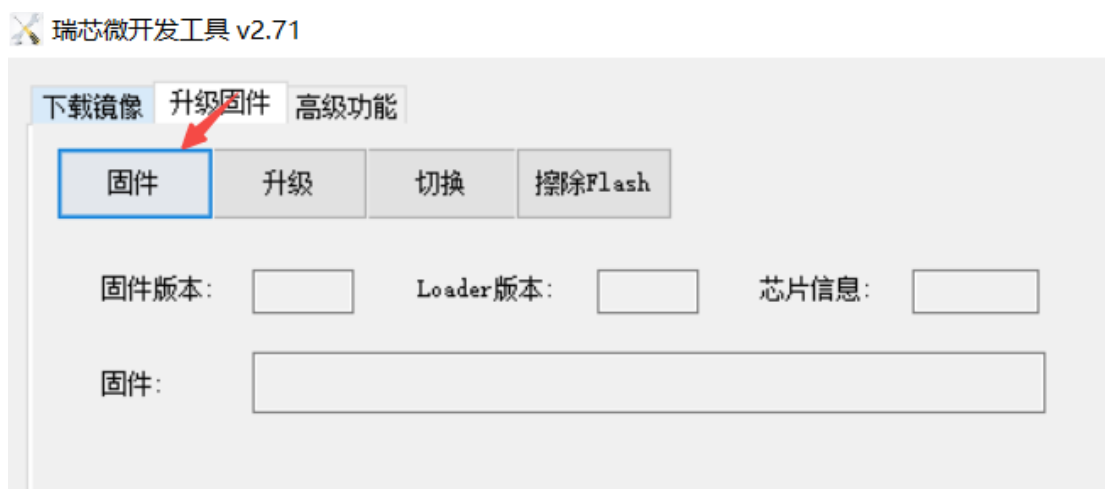 瑞芯微开发工具 v2.71
下载镜像 升级固件 高级功能
固件 升级 切换 擦除Flash
固件版本: Loader版本: 芯片信息:
固件: